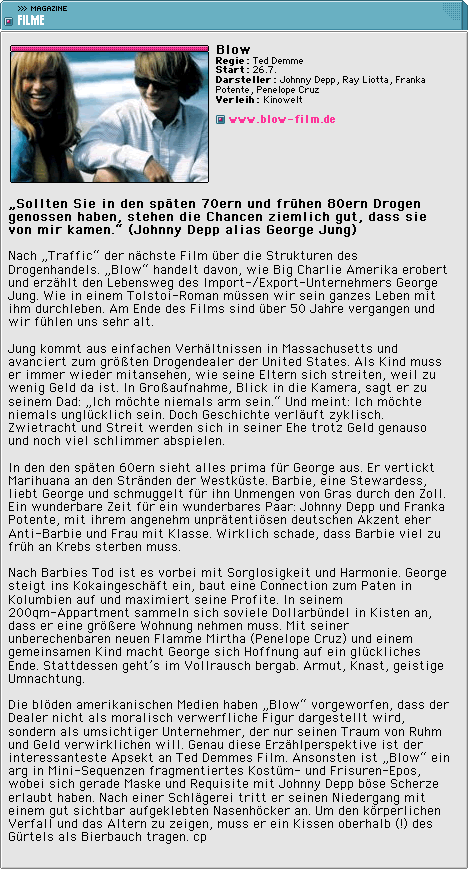 >>> MAGAZINE
FILME
Blow
Regie: Ted Demme
Start: 26.7.
Darsteller: Johnny Depp, Ray Liotta, Franka
Potente, Penelope Cruz
Verleih: Kinowelt
www.blow-film.de
„Sollten Sie in den späten 70ern und frühen 80ern Drogen
genossen haben, stehen die Chancen ziemlich gut, dass sie
von mir kamen.“ (Johnny Depp alias George Jung)
Nach „Traffic“ der nächste Film über die Strukturen des
Drogenhandels. „Blow“ handelt davon, wie Big Charlie Amerika erobert
und erzählt den Lebensweg des Import-/Export-Unternehmers George
Jung. Wie in einem Tolstoi-Roman müssen wir sein ganzes Leben mit
ihm durchleben. Am Ende des Films sind über 50 Jahre vergangen und
wir fühlen uns sehr alt.
Jung kommt aus einfachen Verhältnissen in Massachusetts und
avanciert zum größten Drogendealer der United States. Als Kind muss
er immer wieder mitansehen, wie seine Eltern sich streiten, weil zu
wenig Geld da ist. In Großaufnahme, Blick in die Kamera, sagt er zu
seinem Dad: „Ich möchte niemals arm sein.“ Und meint: Ich möchte
niemals unglücklich sein. Doch Geschichte verläuft zyklisch.
Zwietracht und Streit werden sich in seiner Ehe trotz Geld genauso
und noch viel schlimmer abspielen.
In den den späten 60ern sieht alles prima für George aus. Er vertickt
Marihuana an den Stränden der Westküste. Barbie, eine Stewardess,
liebt George und schmuggelt für ihn Unmengen von Gras durch den Zoll.
Ein wunderbare Zeit für ein wunderbares Paar: Johnny Depp und Franka
Potente, mit ihrem angenehm unprätentiösen deutschen Akzent eher
Anti-Barbie und Frau mit Klasse. Wirklich schade, dass Barbie viel zu
früh an Krebs sterben muss.
Nach Barbies Tod ist es vorbei mit Sorglosigkeit und Harmonie. George
steigt ins Kokaingeschäft ein, baut eine Connection zum Paten in
Kolumbien auf und maximiert seine Profite. In seinem
200qm-Appartment sammeln sich soviele Dollarbündel in Kisten an,
dass er eine größere Wohnung nehmen muss. Mit seiner
unberechenbaren neuen Flamme Mirtha (Penelope Cruz) und einem
gemeinsamen Kind macht George sich Hoffnung auf ein glückliches
Ende. Stattdessen geht's im Vollrausch bergab. Armut, Knast, geistige
Umnachtung.
Die blöden amerikanischen Medien haben „Blow“ vorgeworfen, dass der
Dealer nicht als moralisch verwerfliche Figur dargestellt wird,
sondern als umsichtiger Unternehmer, der nur seinen Traum von Ruhm
und Geld verwirklichen will. Genau diese Erzählperspektive ist der
interessanteste Apsekt an Ted Demmes Film. Ansonsten ist „Blow“ ein
arg in Mini-Sequenzen fragmentiertes Kostüm- und Frisuren-Epos,
wobei sich gerade Maske und Requisite mit Johnny Depp böse Scherze
erlaubt haben. Nach einer Schlägerei tritt er seinen Niedergang mit
einem gut sichtbar aufgeklebten Nasenhöcker an. Um den körperlichen
Verfall und das Altern zu zeigen, muss er ein Kissen oberhalb (!) des
Gürtels als Bierbauch tragen. cp